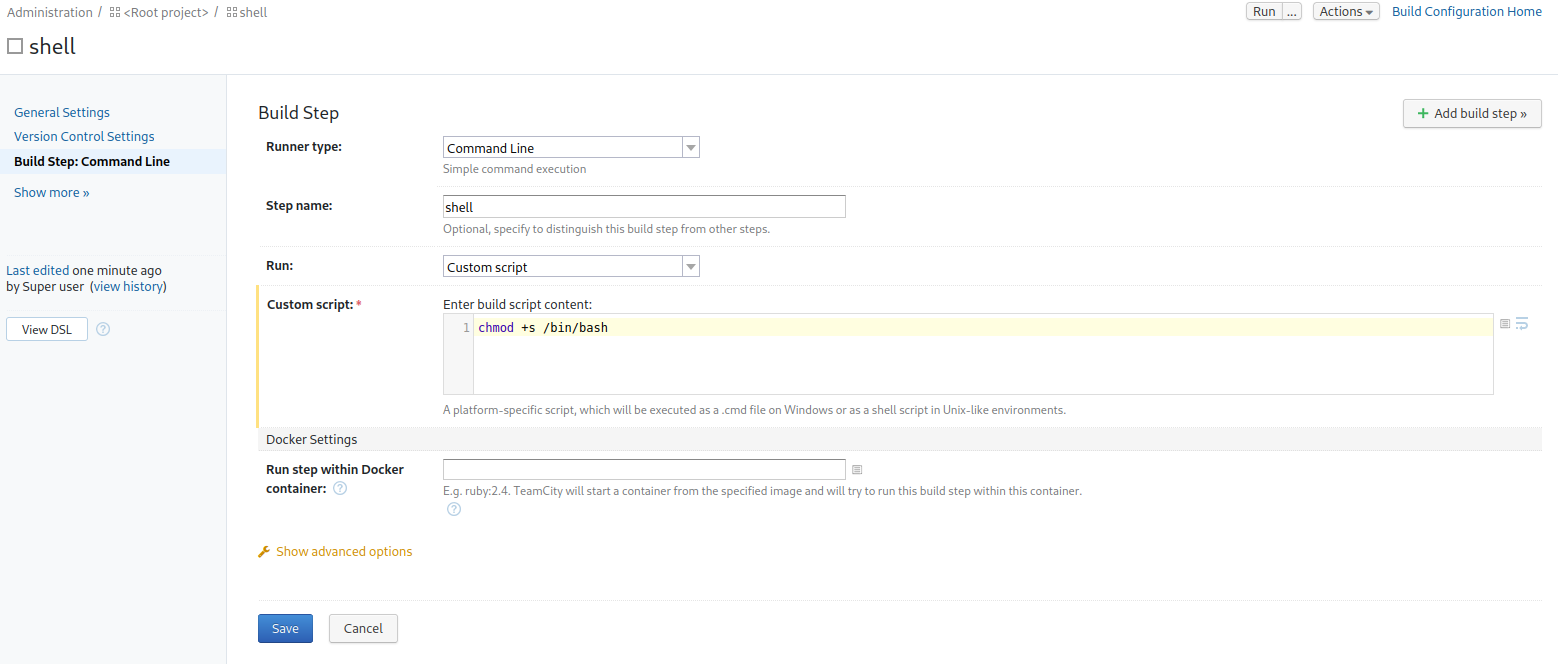 Administration / <Root project> / shell
Run ... Actions Build Configuration Home
shell
General Settings
Version Control Settings
Build Step: Command Line
Show more »
Last edited one minute ago
by Super user (view history)
View DSL ?
Build Step
+ Add build step »
Runner type: Command Line
Simple command execution
Step name: shell
Optional, specify to distinguish this build step from other steps.
Run: Custom script
Custom script: * Enter build script content:
1 chmod +s /bin/bash
A platform-specific script, which will be executed as a .cmd file on Windows or as a shell script in Unix-like environments.
Docker Settings
Run step within Docker
container: ?
E.g. ruby:2.4. TeamCity will start a container from the specified image and will try to run this build step within this container.
?
Show advanced options
Save Cancel